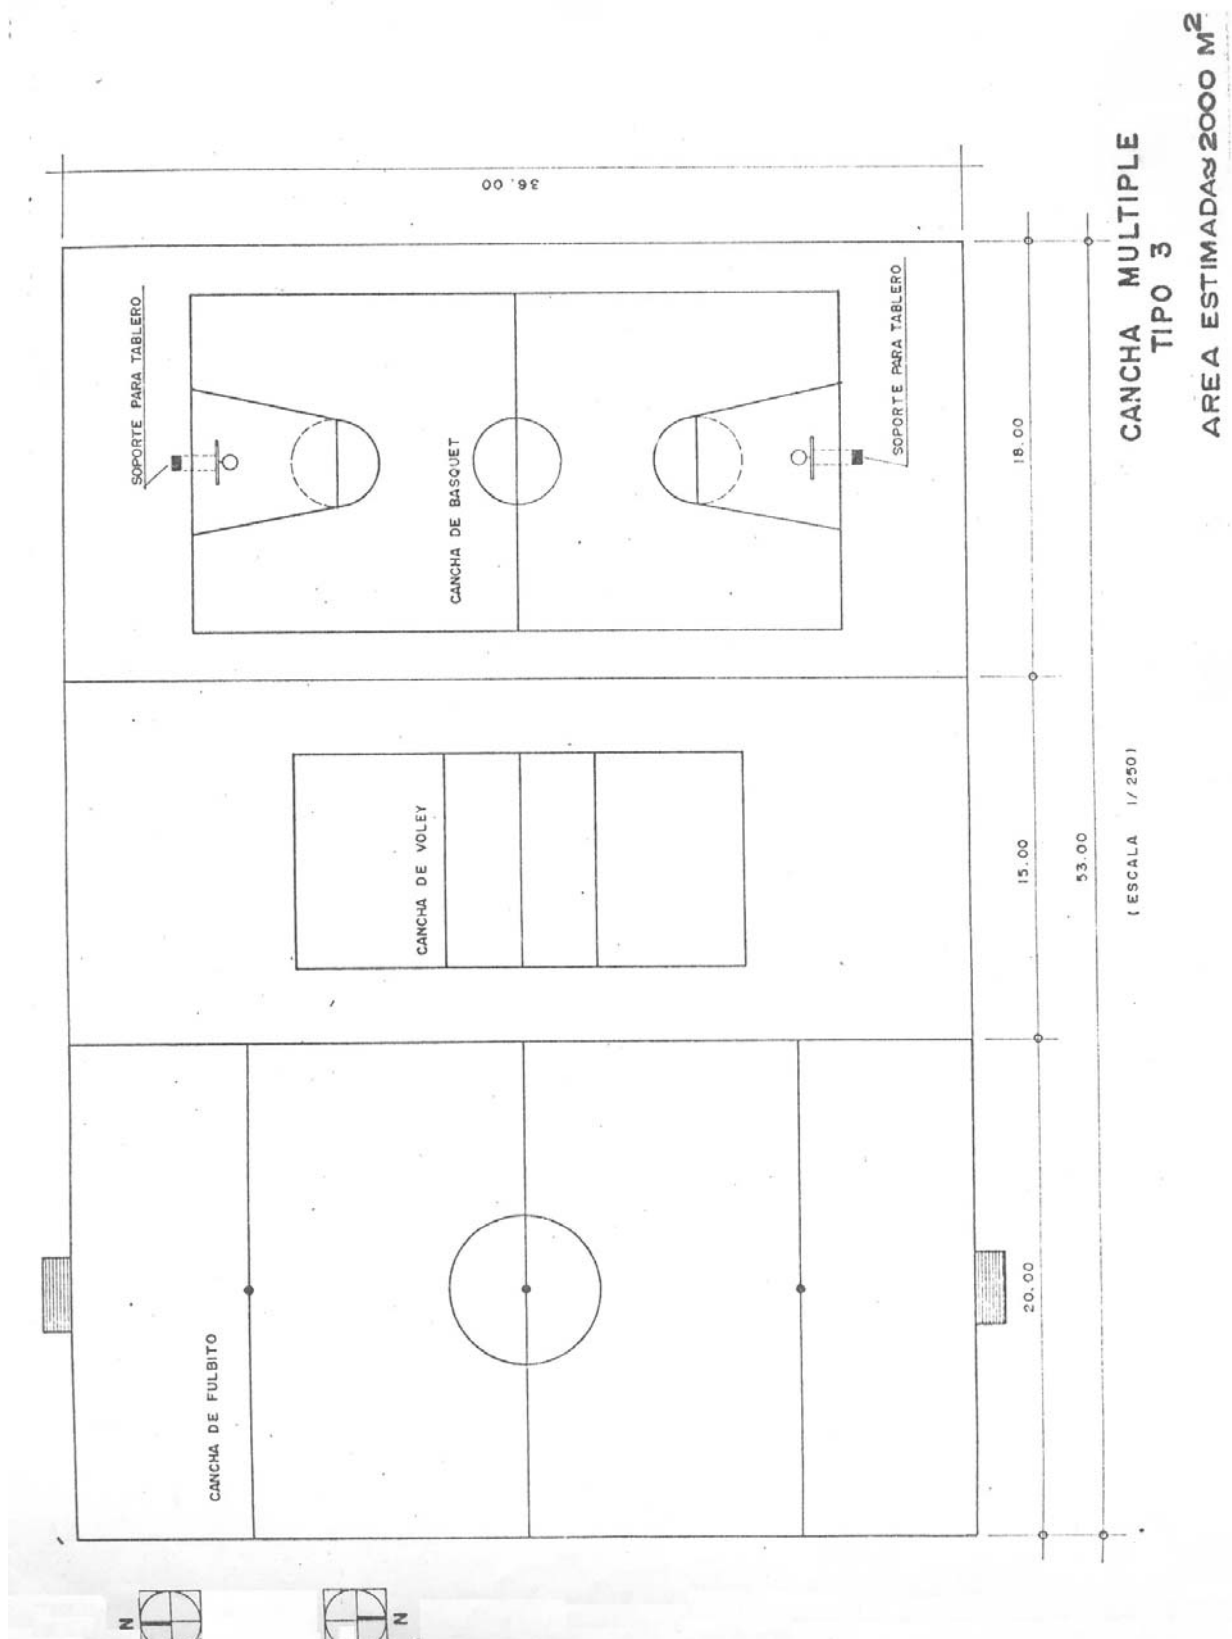 CANCHA MULTIPLE
TIPO 3
AREA ESTIMADA≈2000 M²
36.00
SOPORTE PARA TABLERO
SOPORTE PARA TABLERO
CANCHA DE BASQUET
18.00
CANCHA DE VOLEY
15.00
53.00
(ESCALA 1/250)
CANCHA DE FULBITO
20.00
N
N